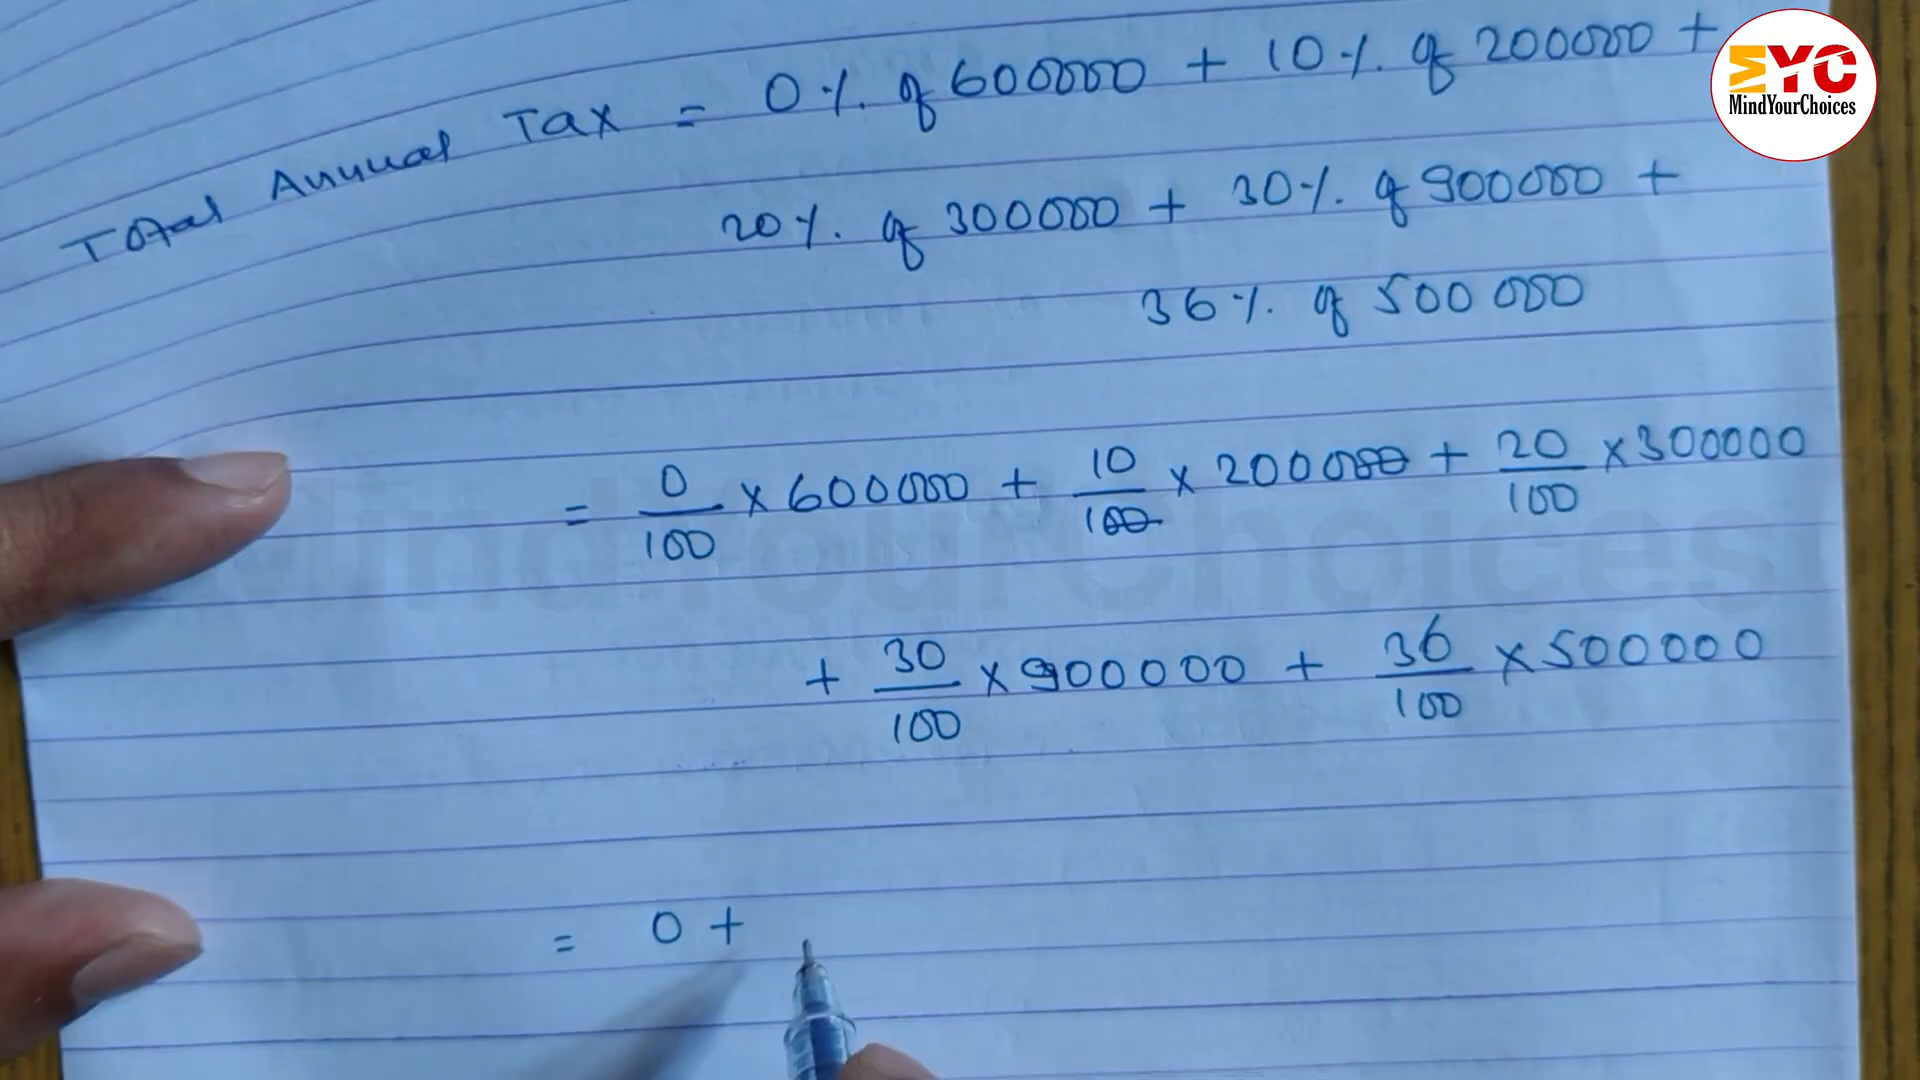 Total Annual Tax = 0% of 600000 + 10% of 200000 +
20% of 300000 + 30% of 900000 +
36% of 500000
= 0/100 × 600000 + 10/100 × 200000 + 20/100 × 300000
+ 30/100 × 900000 + 36/100 × 500000
= 0 +
MYC
MindYourChoices
MindYourChoices